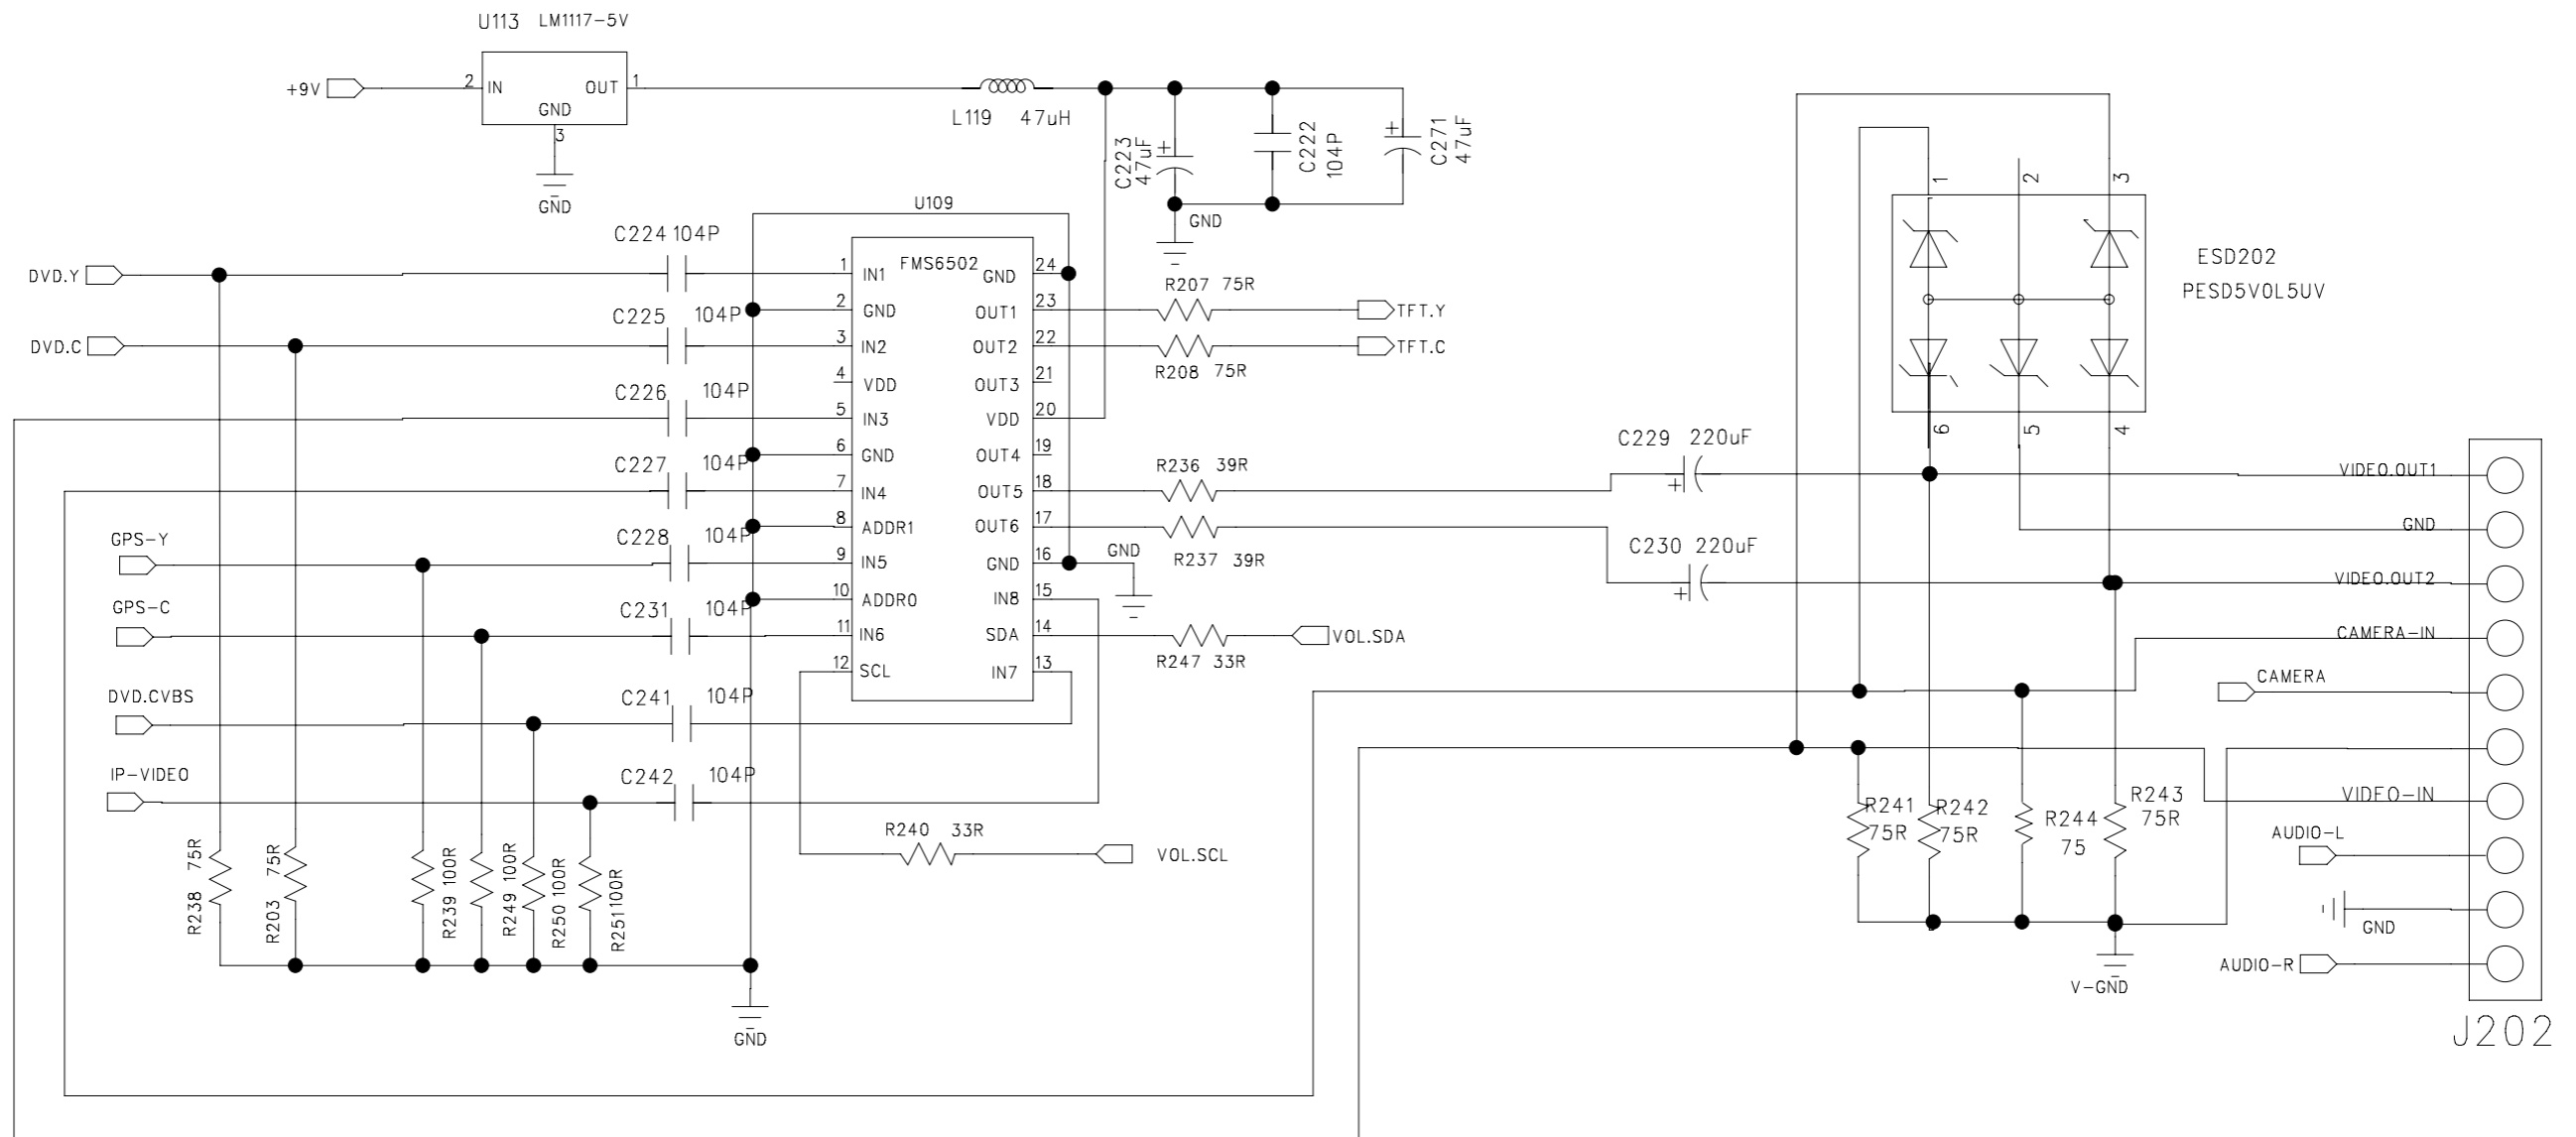 U113 LM1117-5V
+9V
2 IN
OUT 1
GND
3
GND
L119 47uH
C223
47uF
C222
104P
C271
47uF
GND
U109
FMS6502
C224 104P
DVD.Y
1 IN1
GND 24
2 GND
OUT1 23
R207 75R
TFT.Y
C225 104P
DVD.C
3 IN2
OUT2 22
R208 75R
TFT.C
4 VDD
OUT3 21
C226 104P
5 IN3
VDD 20
6 GND
OUT4 19
C227 104P
7 IN4
OUT5 18
R236 39R
C229 220uF
8 ADDR1
OUT6 17
R237 39R
C230 220uF
GPS-Y
C228 104P
9 IN5
GND 16
GND
10 ADDR0
IN8 15
GPS-C
C231 104P
11 IN6
SDA 14
R247 33R
VOL.SDA
12 SCL
IN7 13
DVD.CVBS
C241 104P
IP-VIDEO
C242 104P
R240 33R
VOL.SCL
R238 75R
R203 75R
R239 100R
R249 100R
R250 100R
R251 100R
GND
1
2
3
ESD202
PESD5V0L5UV
6
5
4
VIDEO.OUT1
GND
VIDEO.OUT2
CAMERA-IN
CAMERA
VIDEO-IN
AUDIO-L
GND
AUDIO-R
R241
75R
R242
75R
R244
75
R243
75R
V-GND
J202